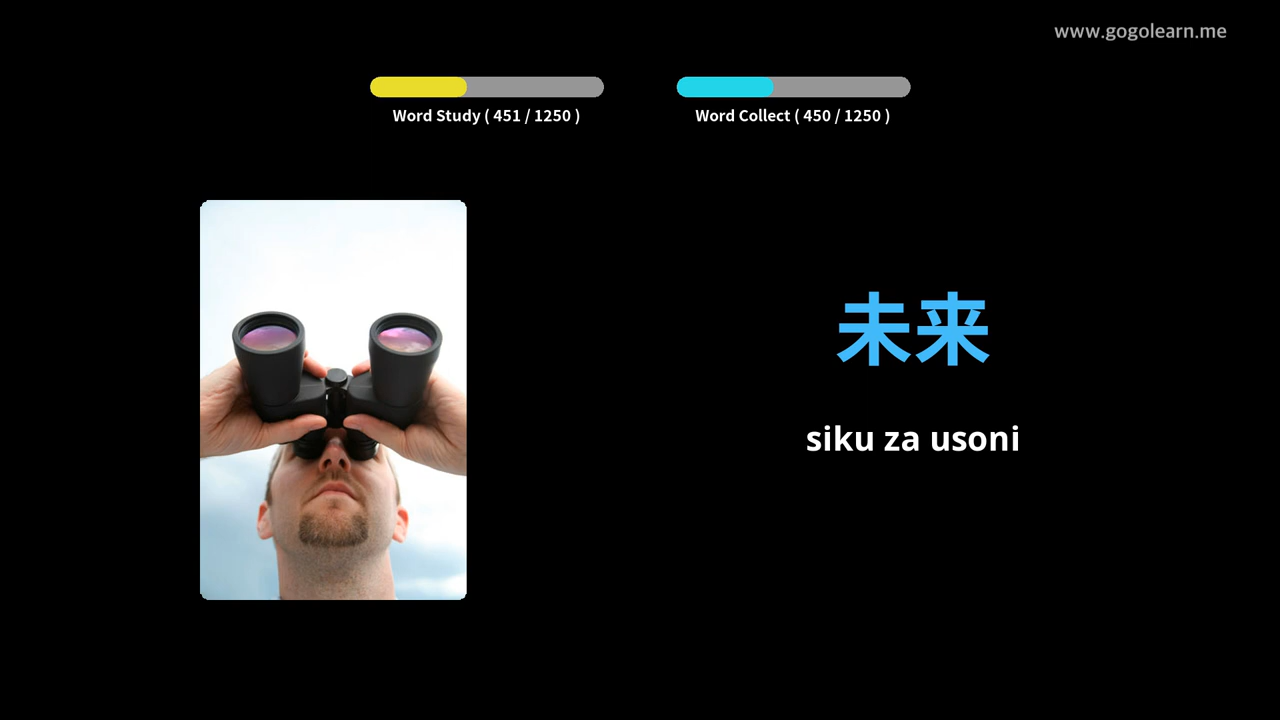 www.gogolearn.me
Word Study ( 451 / 1250 )
Word Collect ( 450 / 1250 )
未来
siku za usoni